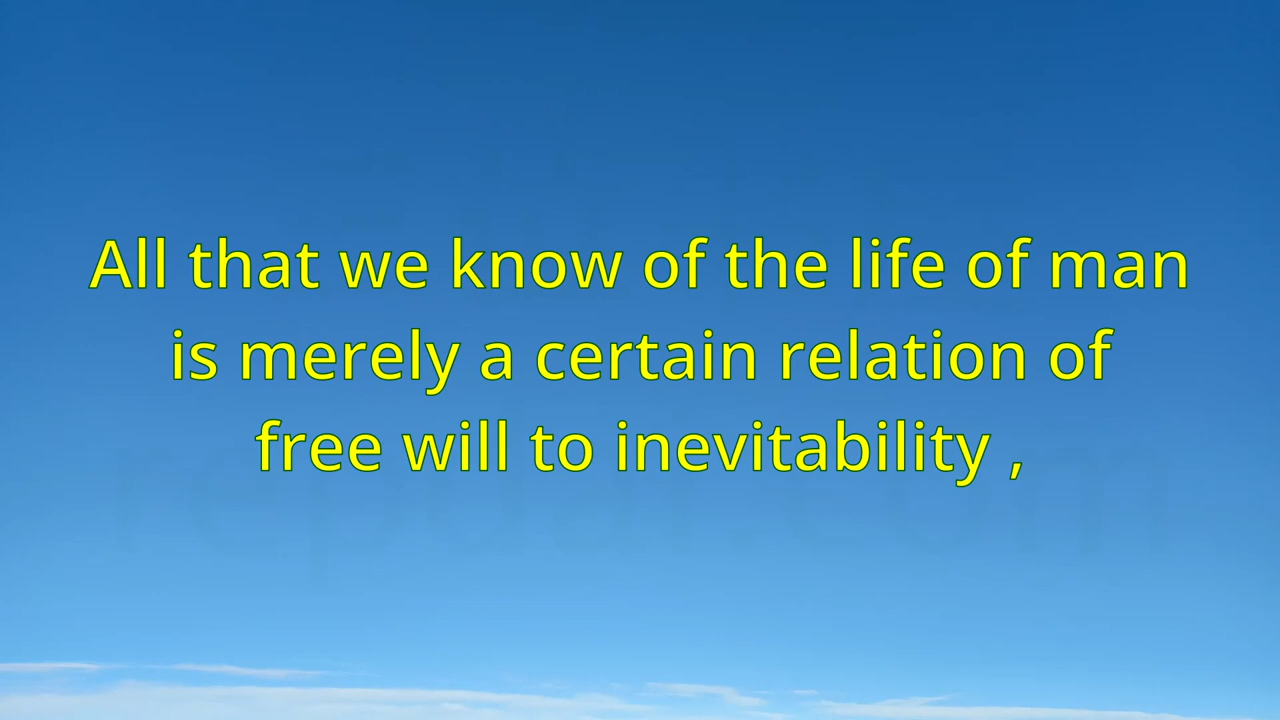 All that we know of the life of man
is merely a certain relation of
free will to inevitability ,